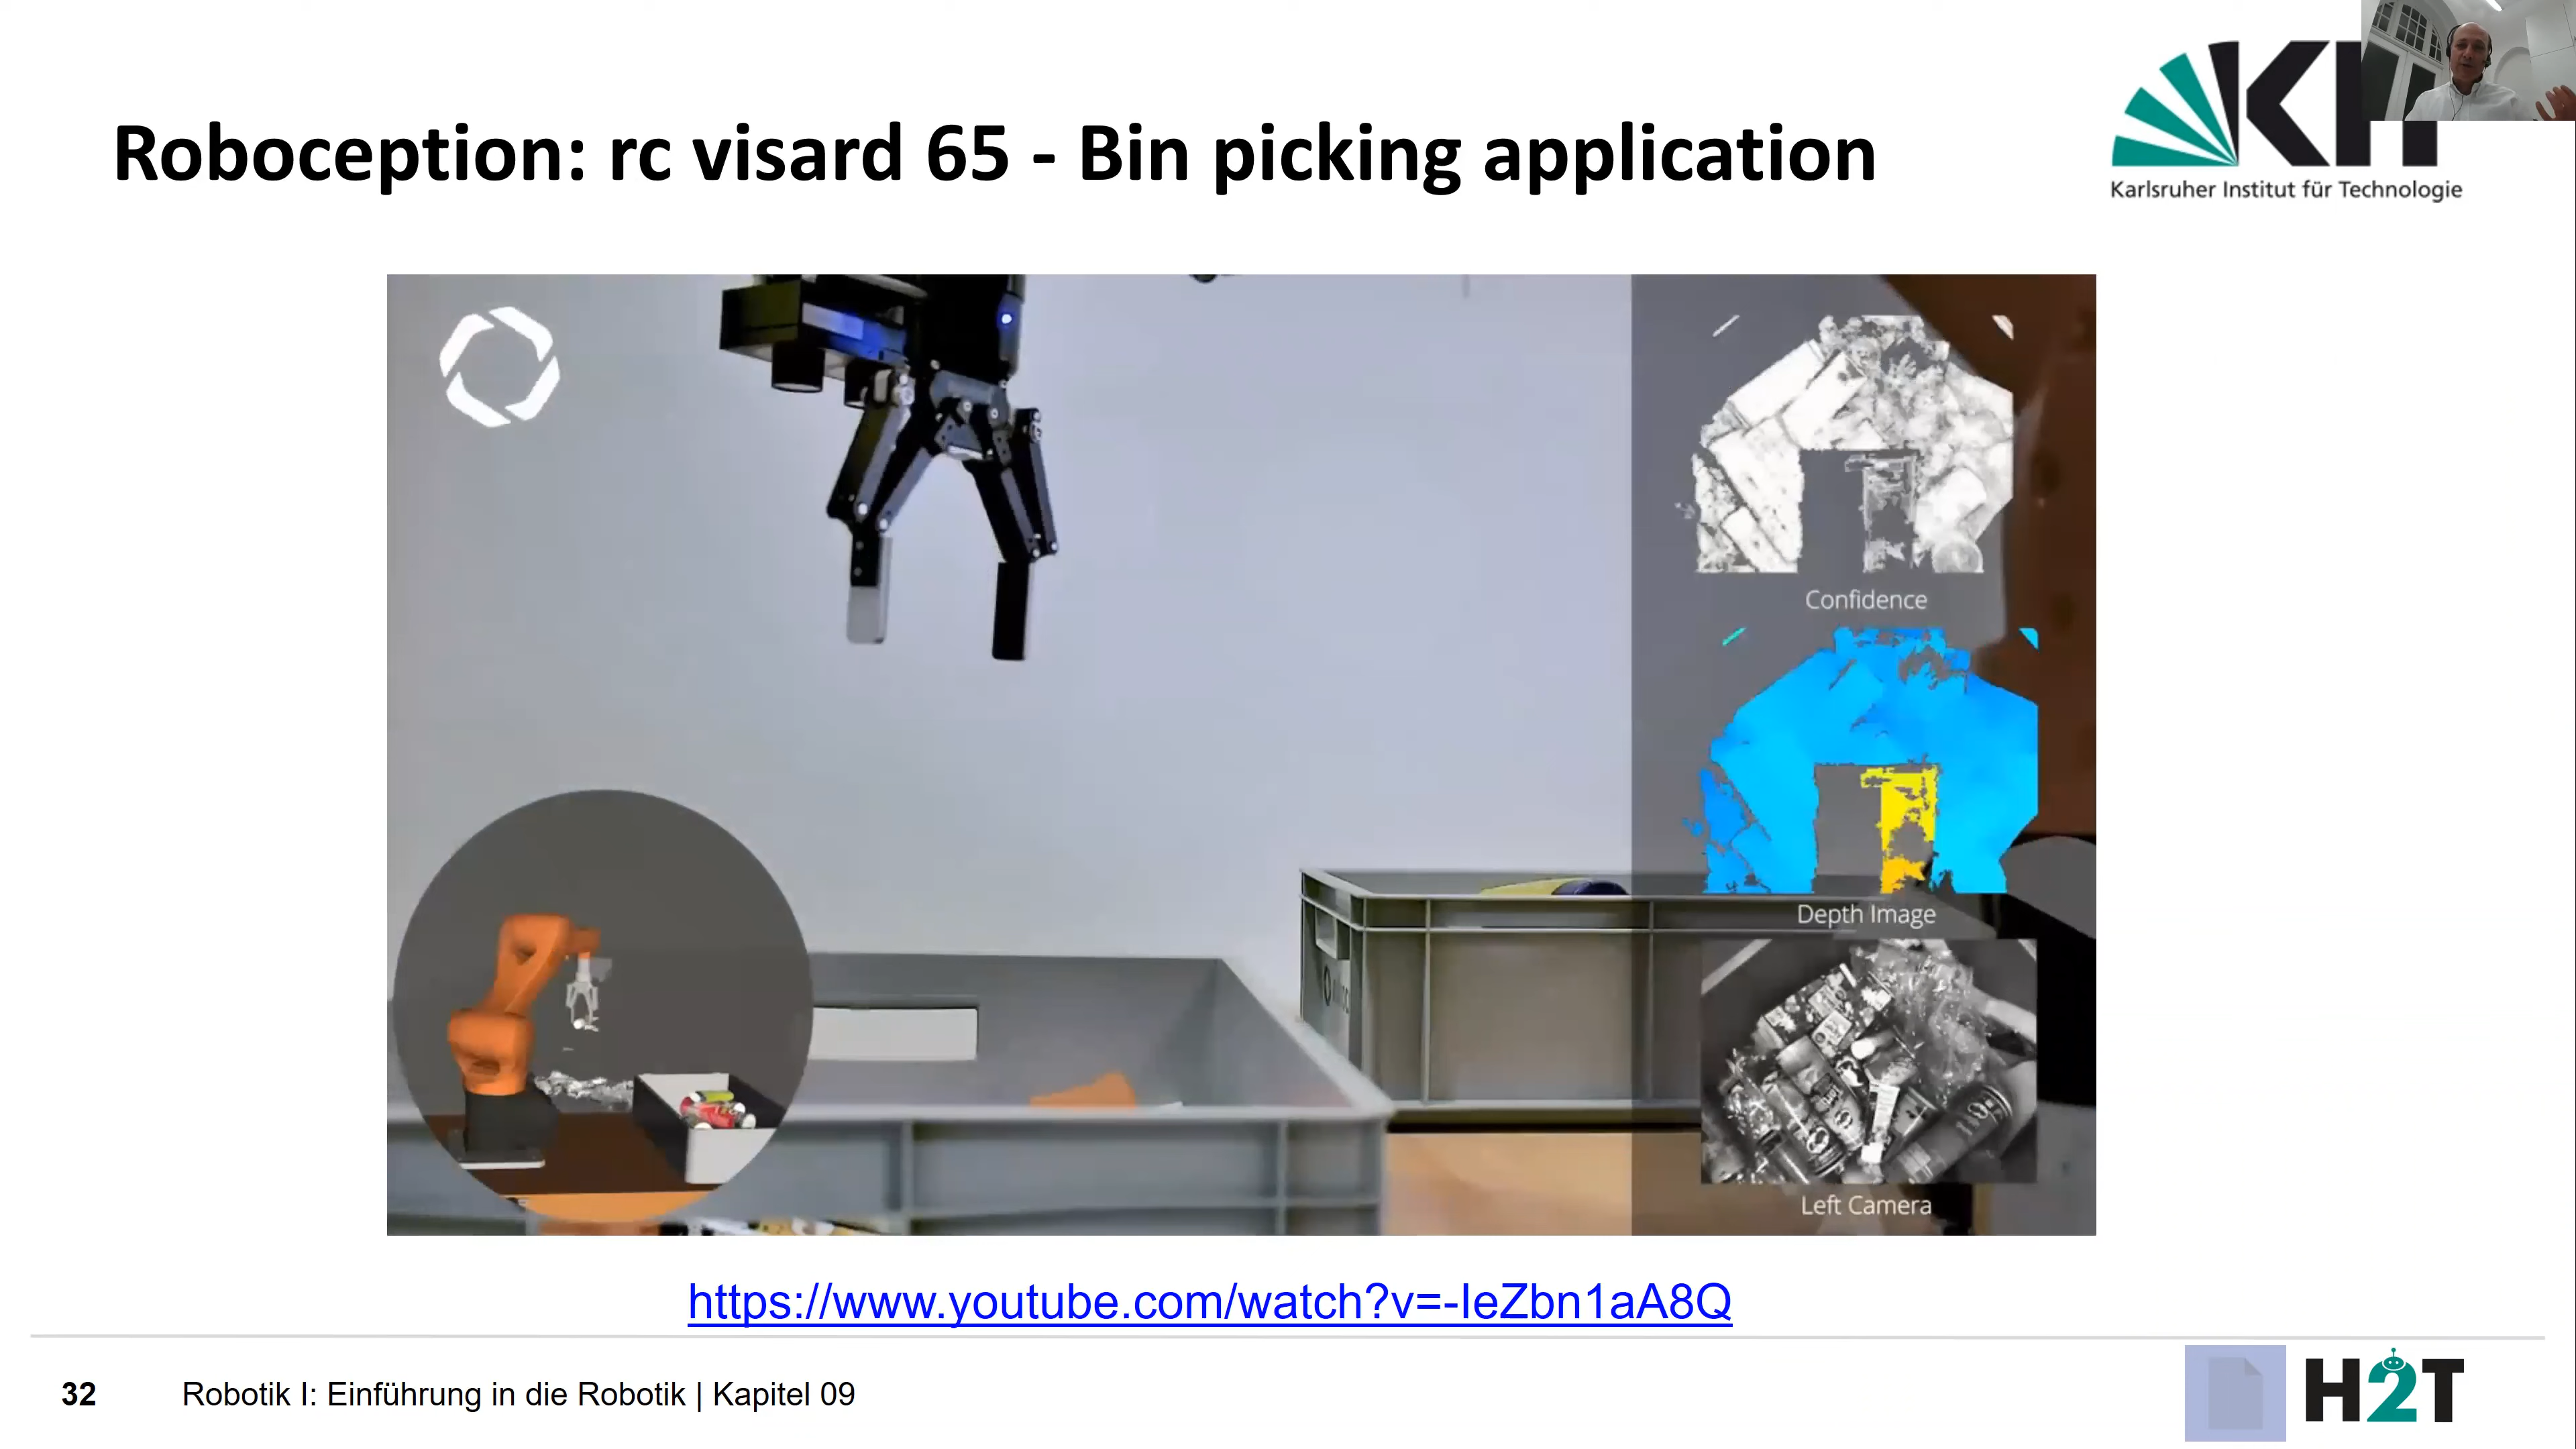 Roboception: rc visard 65 - Bin picking application
Karlsruher Institut für Technologie
Confidence
Depth Image
Left Camera
https://www.youtube.com/watch?v=-IeZbn1aA8Q
32
Robotik I: Einführung in die Robotik | Kapitel 09
H2T